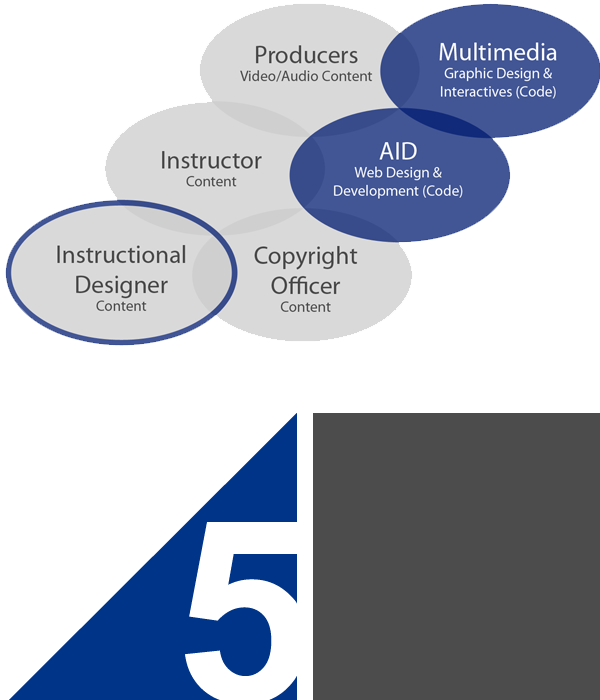 Producers
Video/Audio Content
Multimedia
Graphic Design &
Interactives (Code)
Instructor
Content
AID
Web Design &
Development (Code)
Instructional
Designer
Content
Copyright
Officer
Content
5